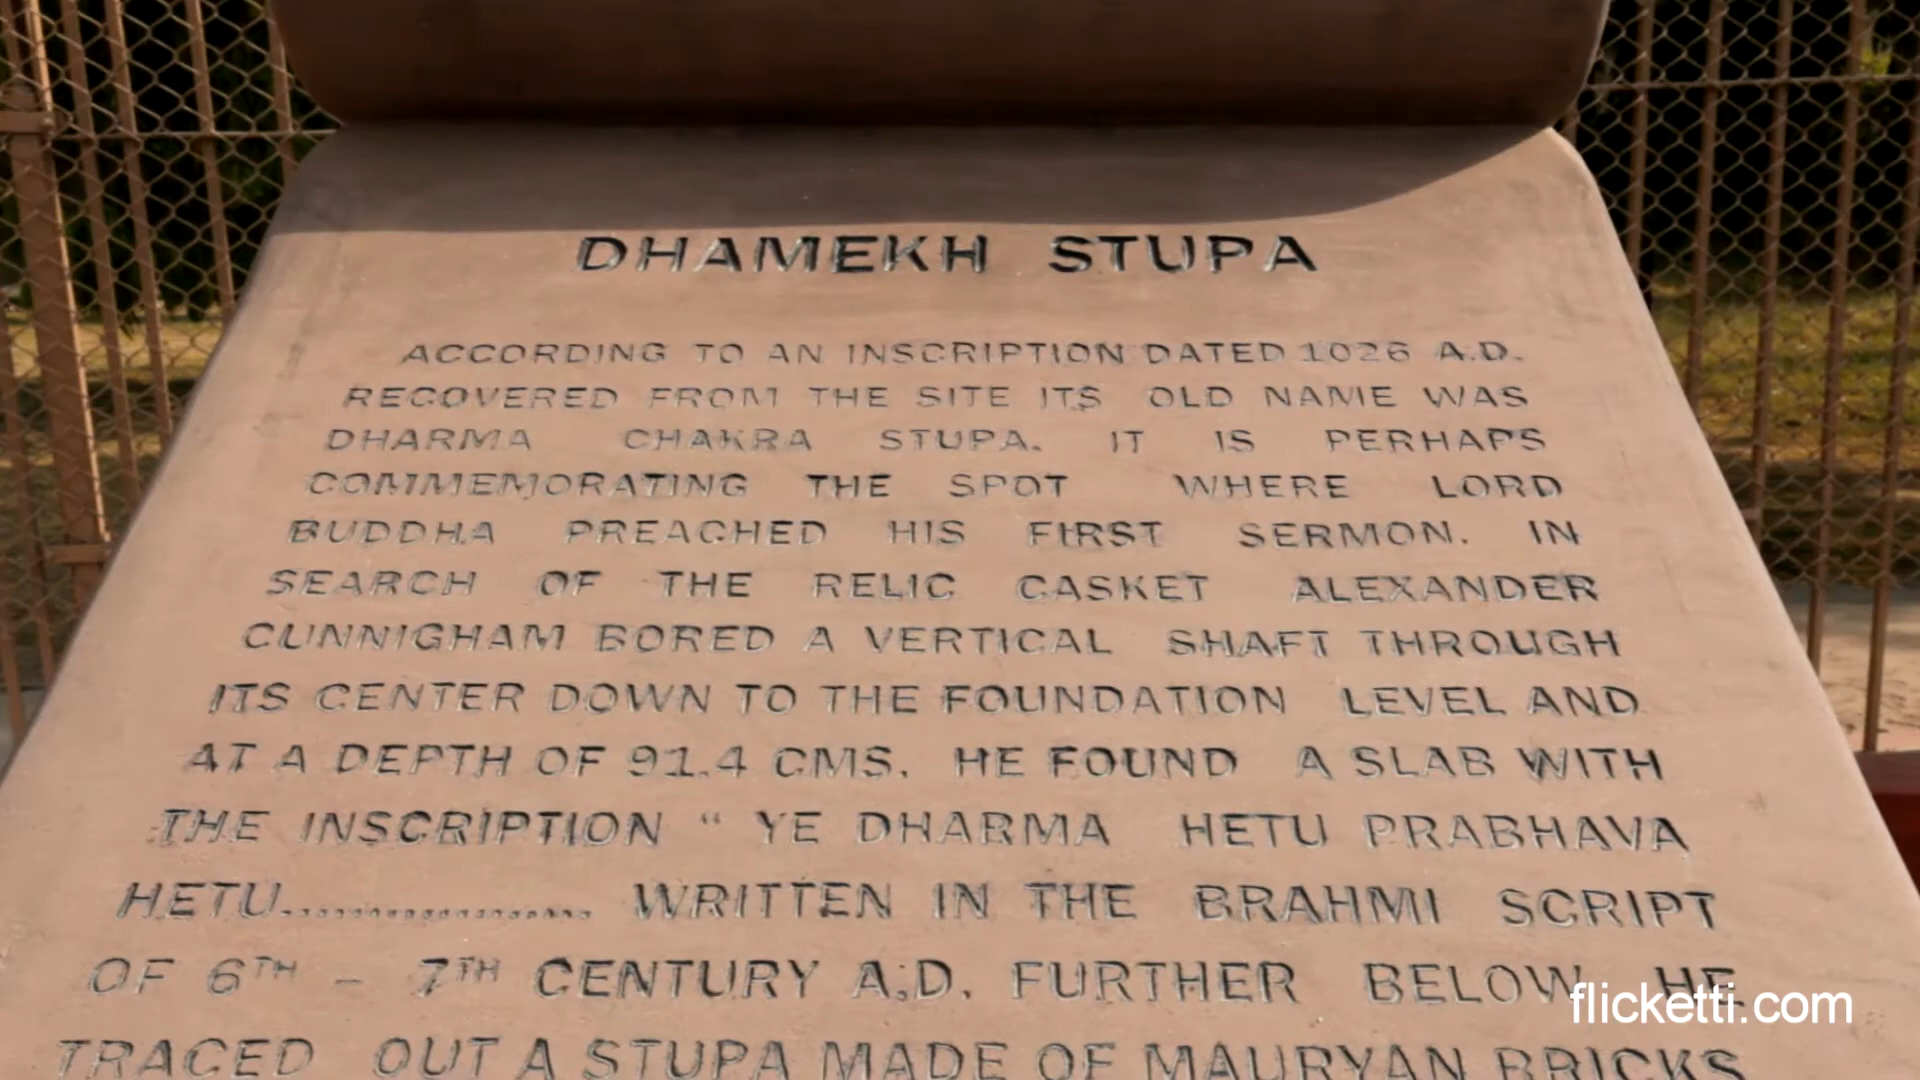 DHAMEKH STUPA
ACCORDING TO AN INSCRIPTION DATED 1026 A.D.
RECOVERED FROM THE SITE ITS OLD NAME WAS
DHARMA CHAKRA STUPA. IT IS PERHAPS
COMMEMORATING THE SPOT WHERE LORD
BUDDHA PREACHED HIS FIRST SERMON. IN
SEARCH OF THE RELIC CASKET ALEXANDER
CUNNIGHAM BORED A VERTICAL SHAFT THROUGH
ITS CENTER DOWN TO THE FOUNDATION LEVEL AND
AT A DEPTH OF 91.4 CMS. HE FOUND A SLAB WITH
THE INSCRIPTION “ YE DHARMA HETU PRABHAVA
HETU.................. WRITTEN IN THE BRAHMI SCRIPT
OF 6TH – 7TH CENTURY A.D. FURTHER BELOW HE
TRACED OUT A STUPA MADE OF MAURYAN BRICKS
flicketti.com